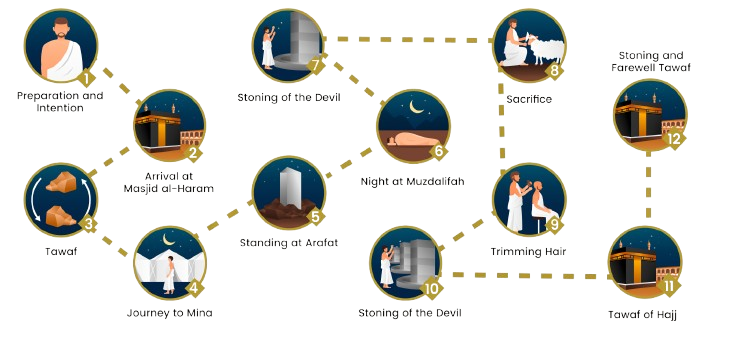 1
Preparation and
Intention
2
Arrival at
Masjid al-Haram
3
Tawaf
4
Journey to Mina
5
Standing at Arafat
6
Night at Muzdalifah
7
Stoning of the Devil
8
Sacrifice
9
Trimming Hair
10
Stoning of the Devil
11
Tawaf of Hajj
Stoning and
Farewell Tawaf
12